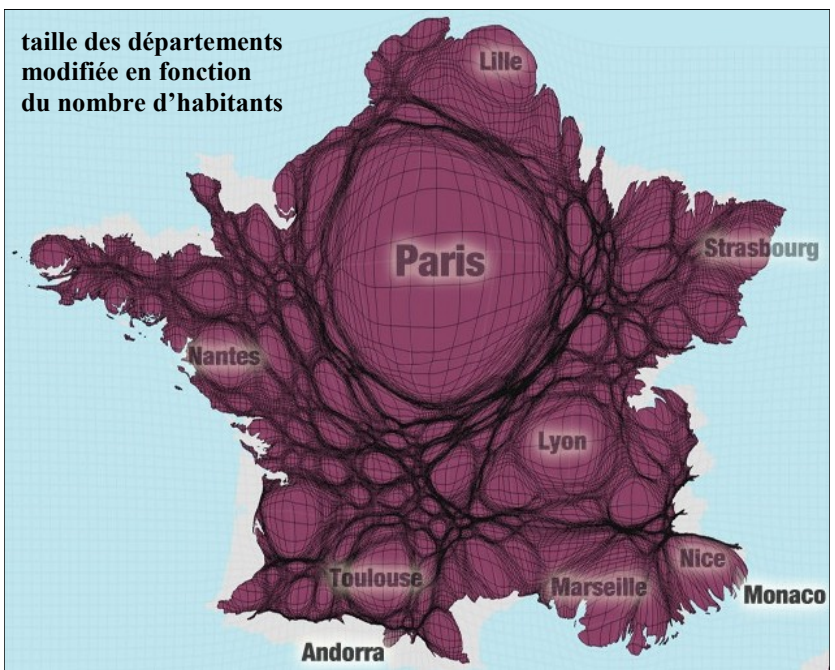 taille des départements
modifiée en fonction
du nombre d’habitants
Lille
Paris
Strasbourg
Nantes
Lyon
Toulouse
Marseille
Nice
Monaco
Andorra